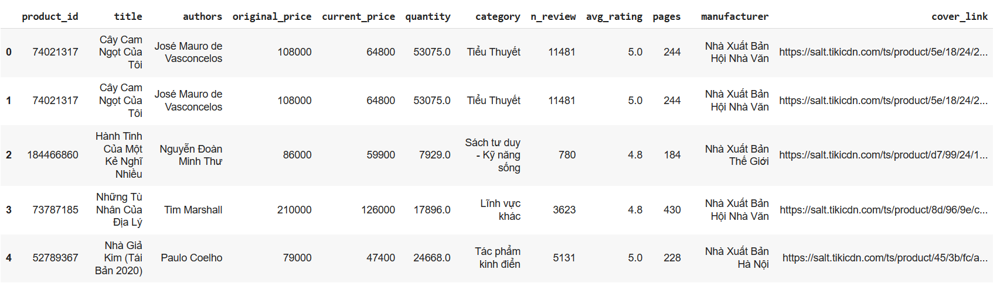 product_id title authors original_price current_price quantity category n_review avg_rating pages manufacturer cover_link
0 74021317 Cây Cam Ngọt Của Tôi José Mauro de Vasconcelos 108000 64800 53075.0 Tiểu Thuyết 11481 5.0 244 Nhà Xuất Bản Hội Nhà Văn https://salt.tikicdn.com/ts/product/5e/18/24/2...
1 74021317 Cây Cam Ngọt Của Tôi José Mauro de Vasconcelos 108000 64800 53075.0 Tiểu Thuyết 11481 5.0 244 Nhà Xuất Bản Hội Nhà Văn https://salt.tikicdn.com/ts/product/5e/18/24/2...
2 184466860 Hành Tinh Của Một Kẻ Nghĩ Nhiều Nguyễn Đoàn Minh Thư 86000 59900 7929.0 Sách tư duy - Kỹ năng sống 780 4.8 184 Nhà Xuất Bản Thế Giới https://salt.tikicdn.com/ts/product/d7/99/24/1...
3 73787185 Những Tù Nhân Của Địa Lý Tim Marshall 210000 126000 17896.0 Lĩnh vực khác 3623 4.8 430 Nhà Xuất Bản Hội Nhà Văn https://salt.tikicdn.com/ts/product/8d/96/9e/c...
4 52789367 Nhà Giả Kim (Tái Bản 2020) Paulo Coelho 79000 47400 24668.0 Tác phẩm kinh điển 5131 5.0 228 Nhà Xuất Bản Hà Nội https://salt.tikicdn.com/ts/product/45/3b/fc/a...